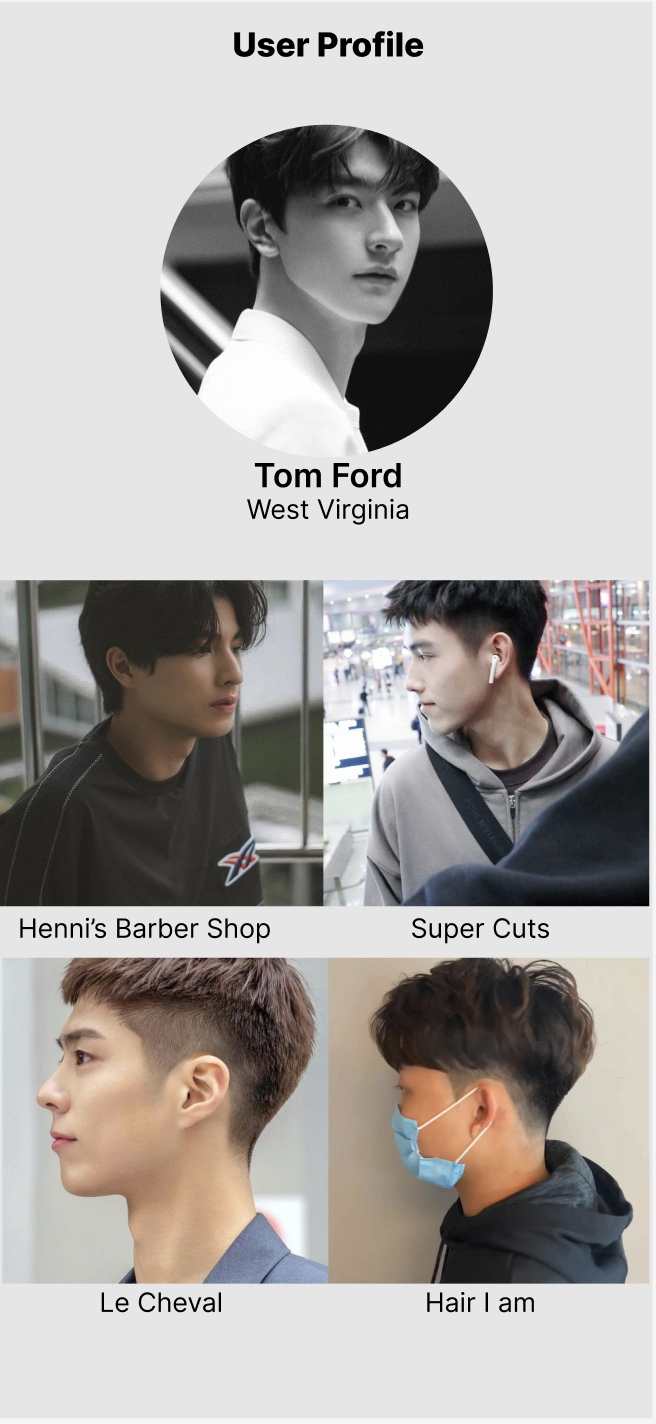 User Profile
Tom Ford
West Virginia
Henni’s Barber Shop
Super Cuts
Le Cheval
Hair I am